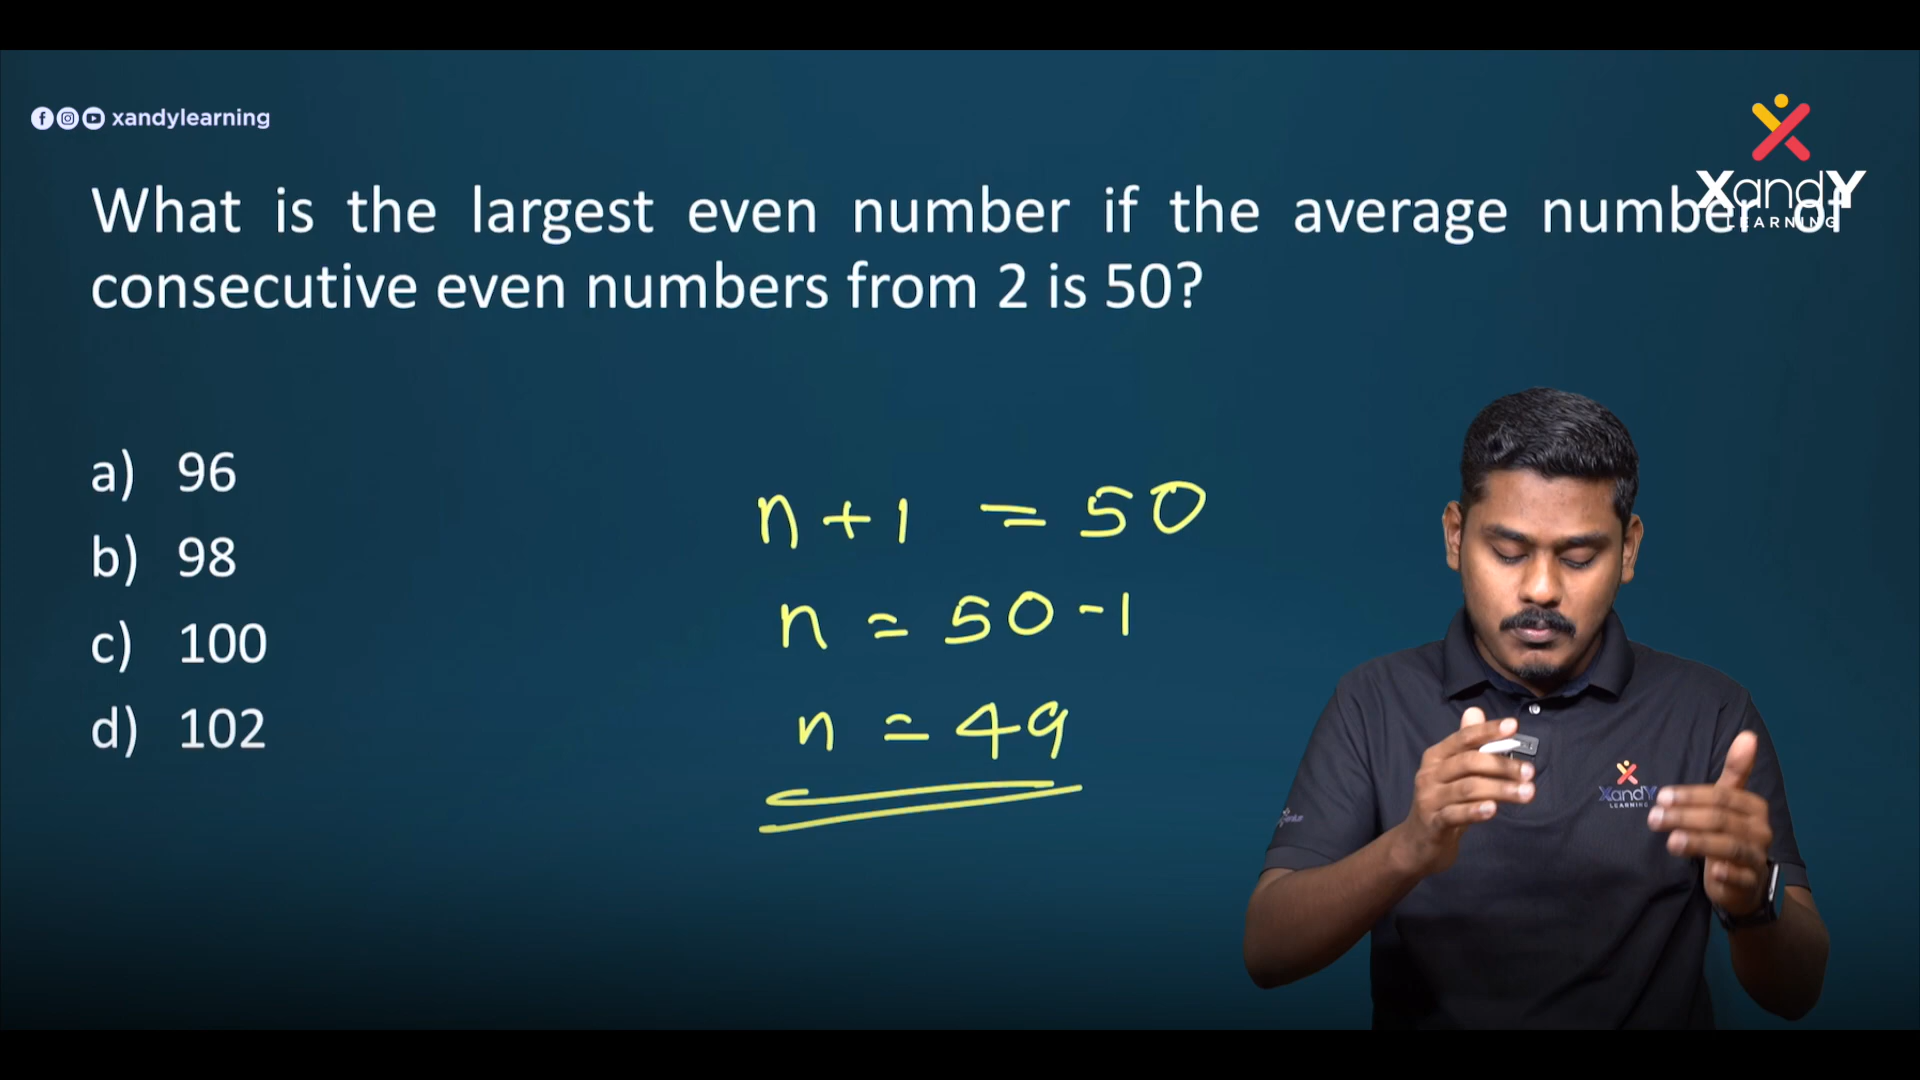 xandylearning
XandY
LEARNING
What is the largest even number if the average number of
consecutive even numbers from 2 is 50?
a) 96
b) 98
c) 100
d) 102
n + 1 = 50
n = 50 - 1
n = 49
XandY
LEARNING